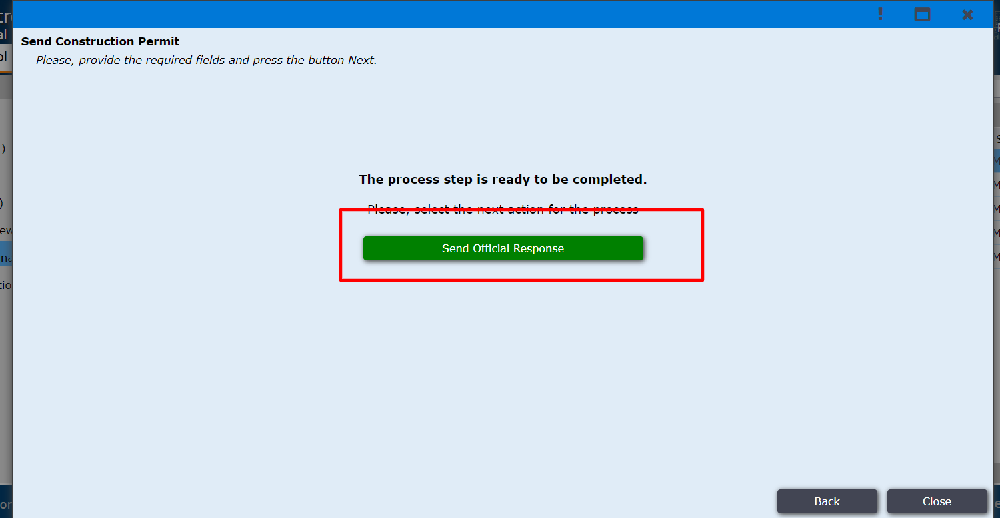 Send Construction Permit
Please, provide the required fields and press the button Next.
The process step is ready to be completed.
Please, select the next action for the process
Send Official Response
Back
Close